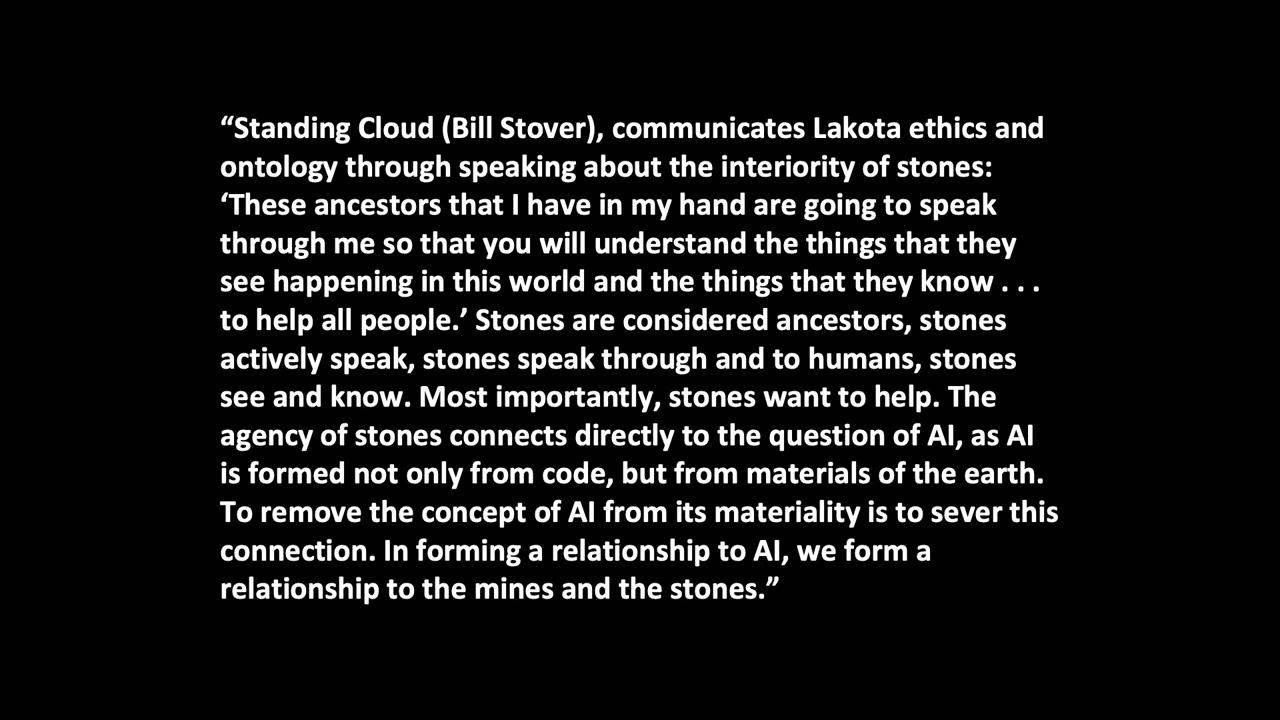 “Standing Cloud (Bill Stover), communicates Lakota ethics and
ontology through speaking about the interiority of stones:
‘These ancestors that I have in my hand are going to speak
through me so that you will understand the things that they
see happening in this world and the things that they know . . .
to help all people.’ Stones are considered ancestors, stones
actively speak, stones speak through and to humans, stones
see and know. Most importantly, stones want to help. The
agency of stones connects directly to the question of AI, as AI
is formed not only from code, but from materials of the earth.
To remove the concept of AI from its materiality is to sever this
connection. In forming a relationship to AI, we form a
relationship to the mines and the stones.”